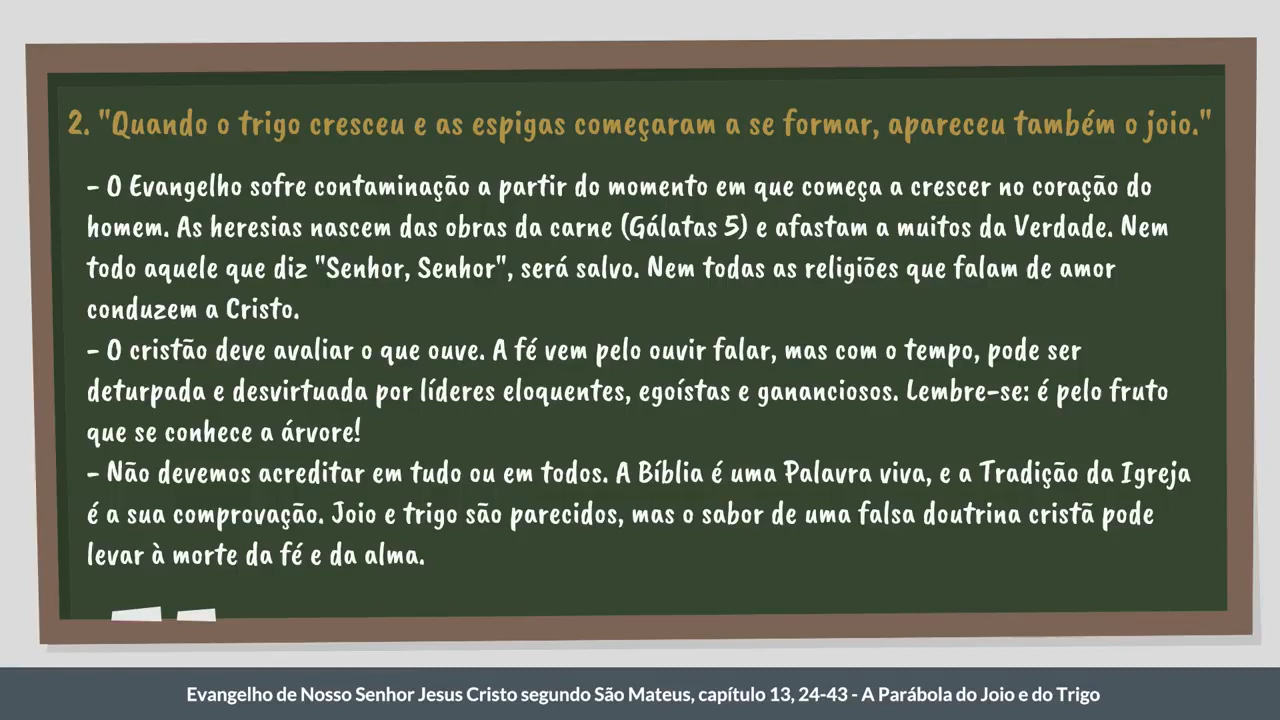 2. "Quando o trigo cresceu e as espigas começaram a se formar, apareceu também o joio."
- O Evangelho sofre contaminação a partir do momento em que começa a crescer no coração do
homem. As heresias nascem das obras da carne (Gálatas 5) e afastam a muitos da Verdade. Nem
todo aquele que diz "Senhor, Senhor", será salvo. Nem todas as religiões que falam de amor
conduzem a Cristo.
- O cristão deve avaliar o que ouve. A fé vem pelo ouvir falar, mas com o tempo, pode ser
deturpada e desvirtuada por líderes eloquentes, egoístas e gananciosos. Lembre-se: é pelo fruto
que se conhece a árvore!
- Não devemos acreditar em tudo ou em todos. A Bíblia é uma Palavra viva, e a Tradição da Igreja
é a sua comprovação. Joio e trigo são parecidos, mas o sabor de uma falsa doutrina cristã pode
levar à morte da fé e da alma.
Evangelho de Nosso Senhor Jesus Cristo segundo São Mateus, capítulo 13, 24-43 - A Parábola do Joio e do Trigo